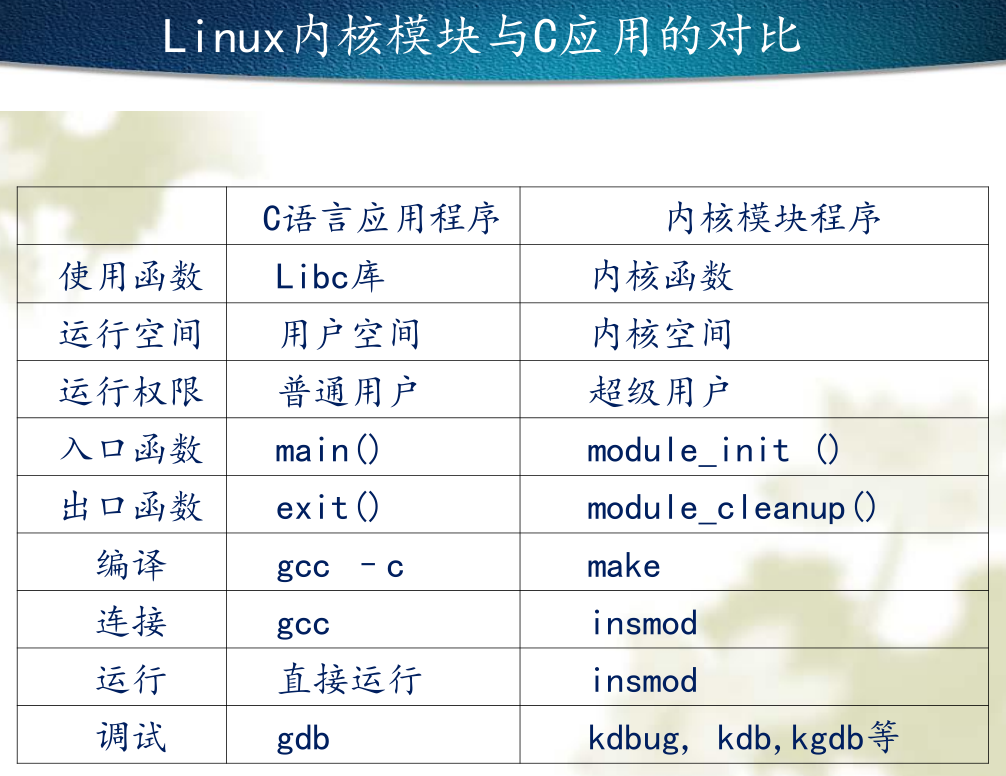 Linux内核模块与C应用的对比
C语言应用程序 内核模块程序
使用函数 Libc库 内核函数
运行空间 用户空间 内核空间
运行权限 普通用户 超级用户
入口函数 main() module_init ()
出口函数 exit() module_cleanup()
编译 gcc –c make
连接 gcc insmod
运行 直接运行 insmod
调试 gdb kdbug, kdb,kgdb等